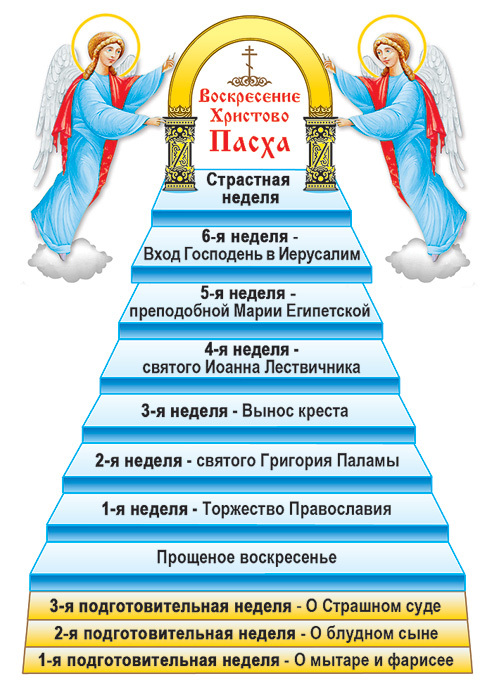 Воскресение
Христово
Пасха
Страстная
неделя
6-я неделя -
Вход Господень в Иерусалим
5-я неделя -
преподобной Марии Египетской
4-я неделя -
святого Иоанна Лествичника
3-я неделя - Вынос креста
2-я неделя - святого Григория Паламы
1-я неделя - Торжество Православия
Прощеное воскресенье
3-я подготовительная неделя - О Страшном суде
2-я подготовительная неделя - О блудном сыне
1-я подготовительная неделя - О мытаре и фарисее